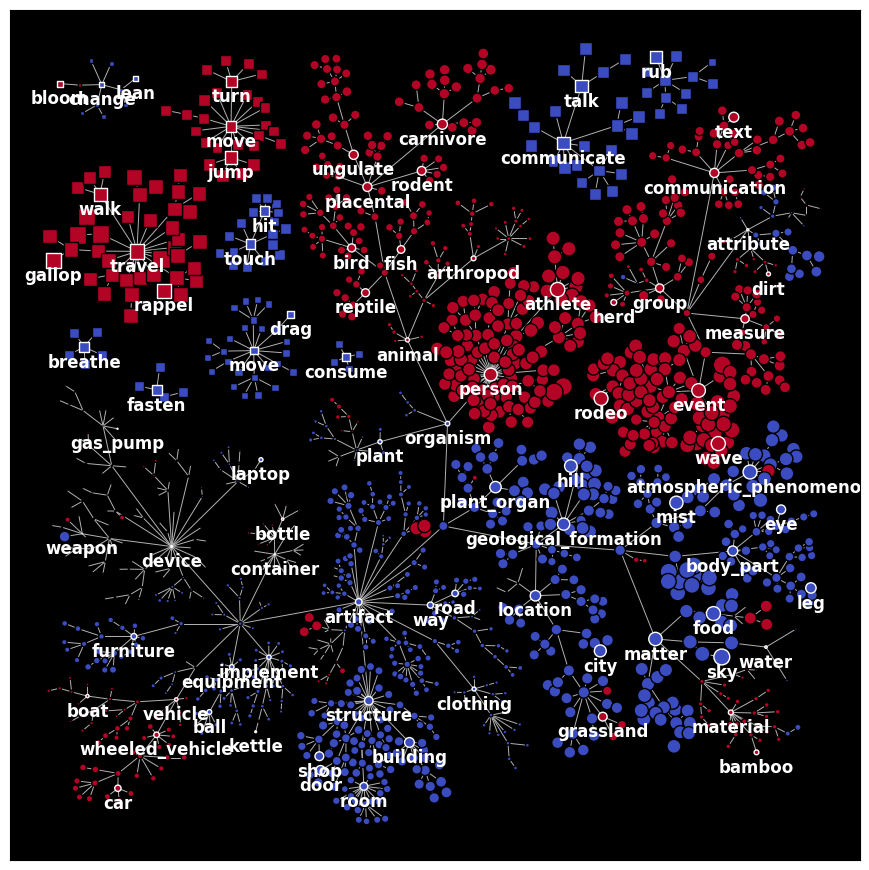 rub
talk
bloom
change
lean
turn
text
move
jump
carnivore
communicate
ungulate
rodent
placental
communication
walk
hit
touch
travel
gallop
rappel
bird
fish
arthropod
attribute
dirt
reptile
athlete
herd
group
drag
measure
breathe
move
consume
animal
fasten
person
rodeo
event
gas_pump
plant
organism
wave
laptop
hill
plant_organ
atmospheric_phenomeno
mist
eye
weapon
device
bottle
container
geological_formation
body_part
artifact
way
road
location
leg
food
furniture
implement
equipment
city
matter
sky
water
boat
vehicle
ball
structure
clothing
grassland
material
wheeled_vehicle
kettle
building
shop
door
bamboo
car
room